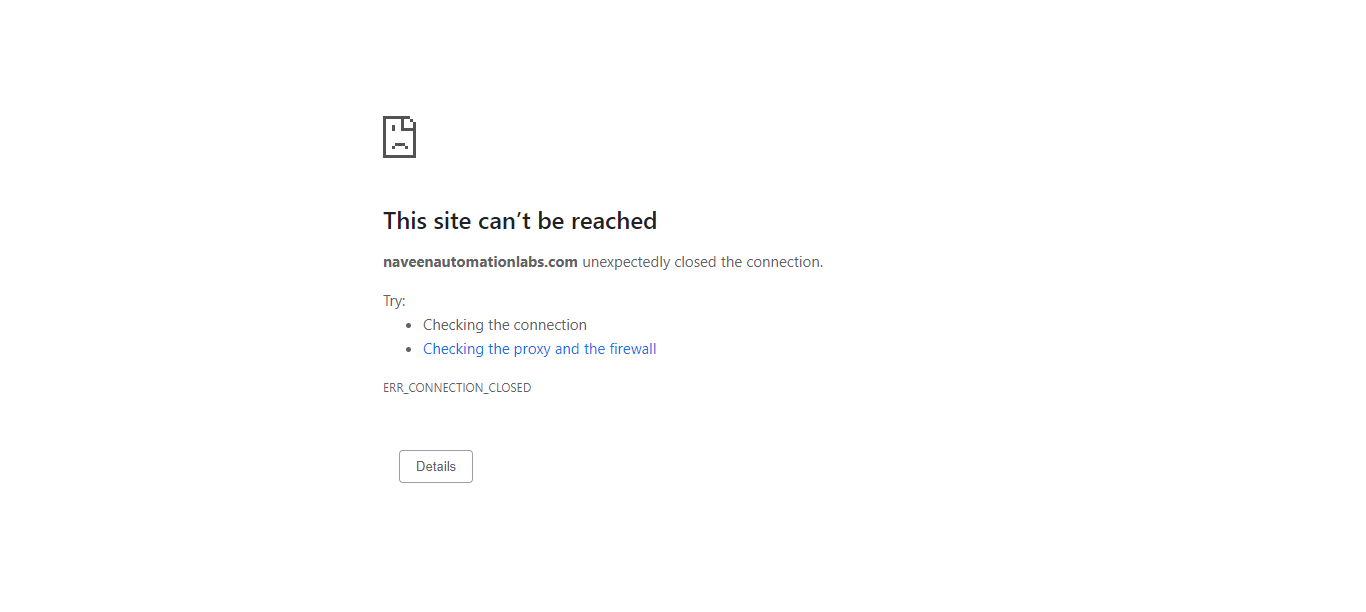 This site can’t be reached
naveenautomationlabs.com unexpectedly closed the connection.
Try:
Checking the connection
Checking the proxy and the firewall
ERR_CONNECTION_CLOSED
Details